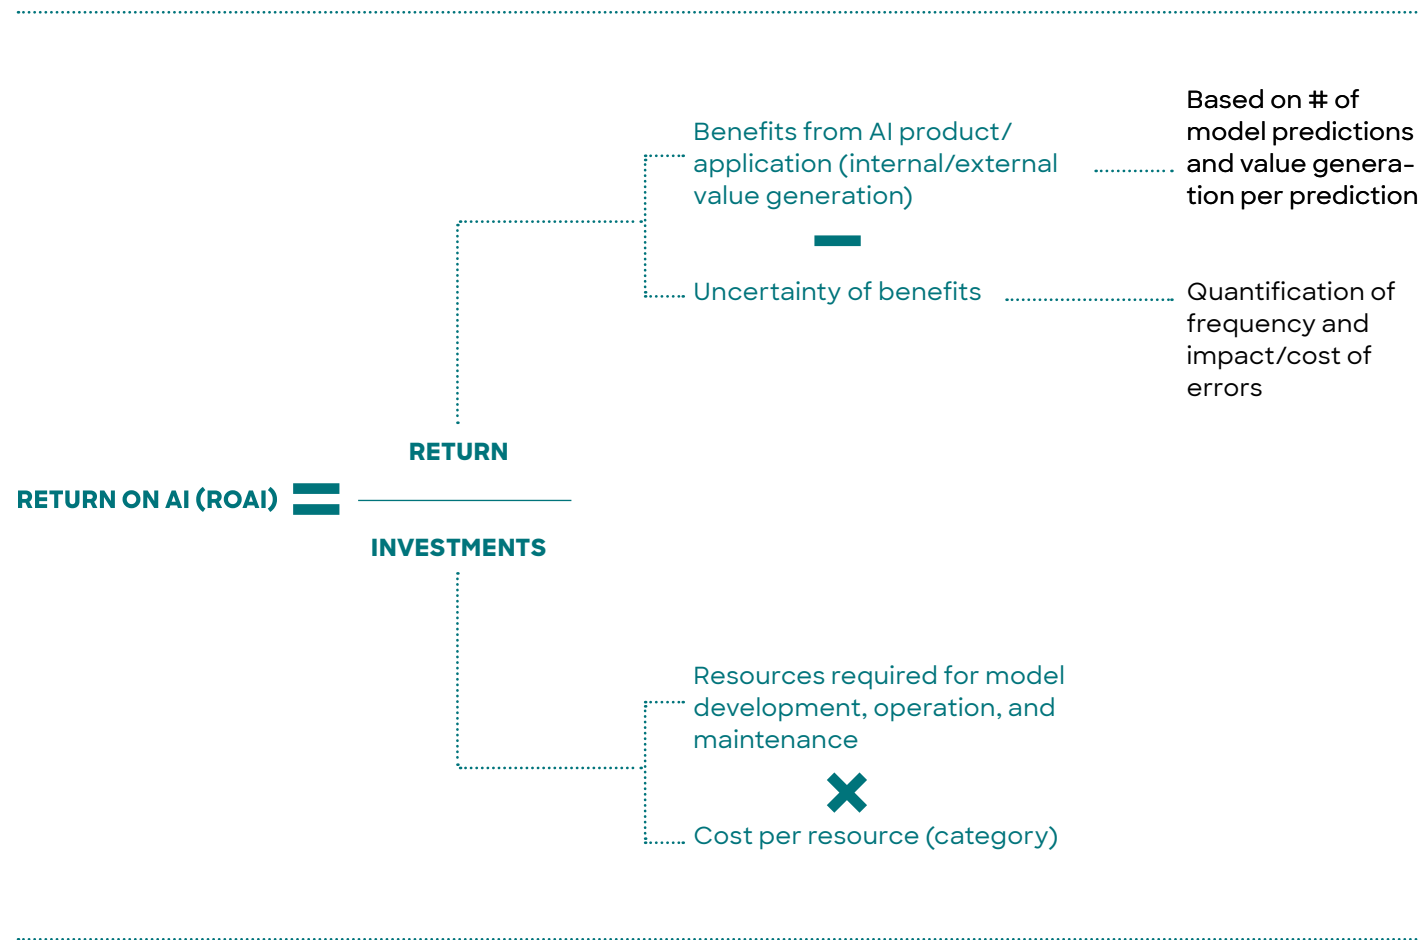 Benefits from AI product/
application (internal/external
value generation)
Based on # of
model predictions
and value genera-
tion per prediction
Uncertainty of benefits
Quantification of
frequency and
impact/cost of
errors
RETURN ON AI (ROAI)
RETURN
INVESTMENTS
Resources required for model
development, operation, and
maintenance
Cost per resource (category)